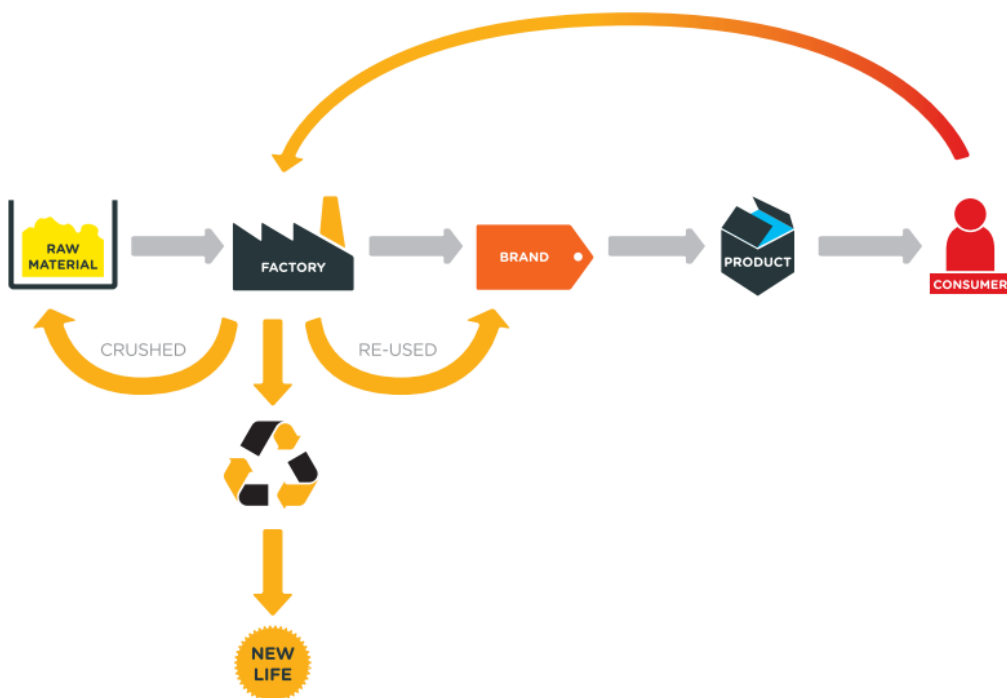 RAW
MATERIAL
FACTORY
BRAND
PRODUCT
CONSUMER
CRUSHED
RE-USED
NEW
LIFE